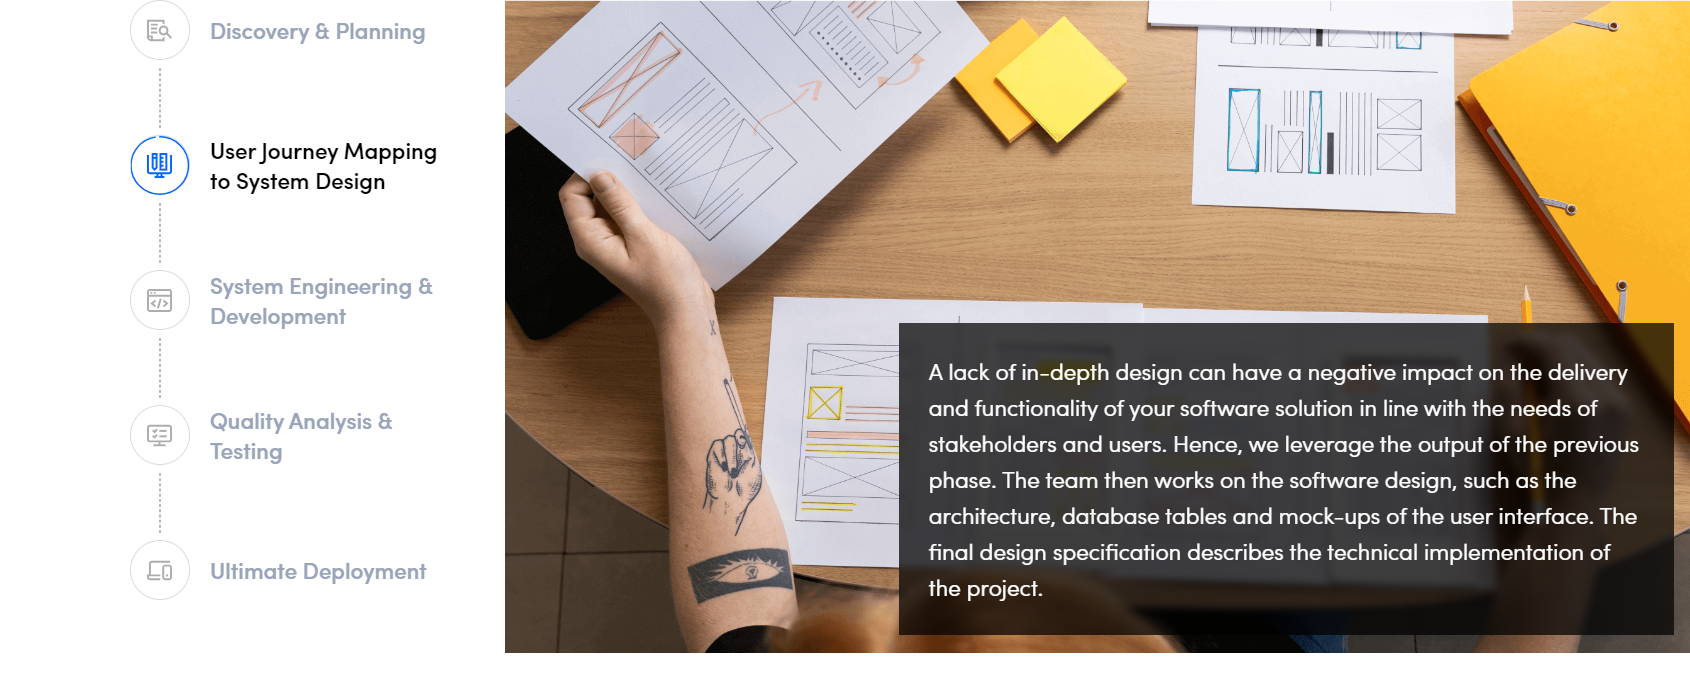 Discovery & Planning
User Journey Mapping
to System Design
System Engineering &
Development
Quality Analysis &
Testing
Ultimate Deployment
A lack of in-depth design can have a negative impact on the delivery
and functionality of your software solution in line with the needs of
stakeholders and users. Hence, we leverage the output of the previous
phase. The team then works on the software design, such as the
architecture, database tables and mock-ups of the user interface. The
final design specification describes the technical implementation of
the project.